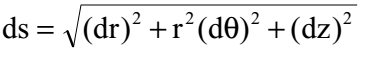 ds = √((dr)² + r²(dθ)² + (dz)²)